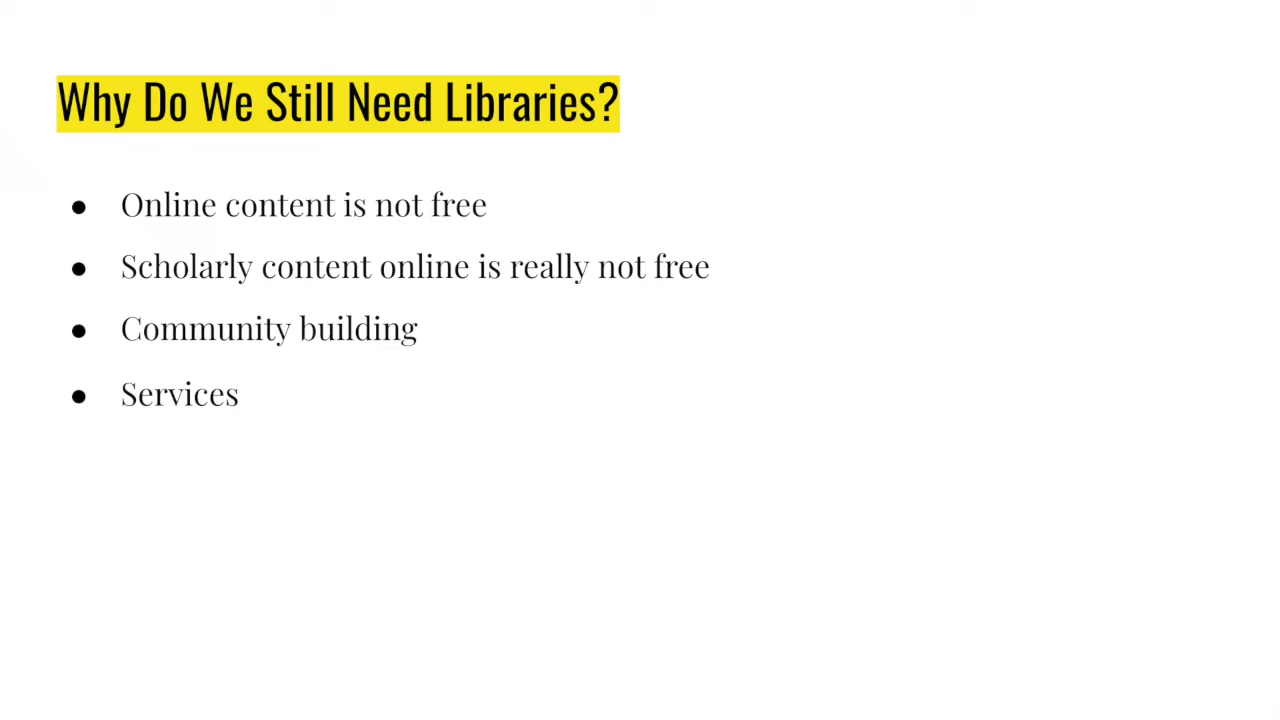 Why Do We Still Need Libraries?
● Online content is not free
● Scholarly content online is really not free
● Community building
● Services